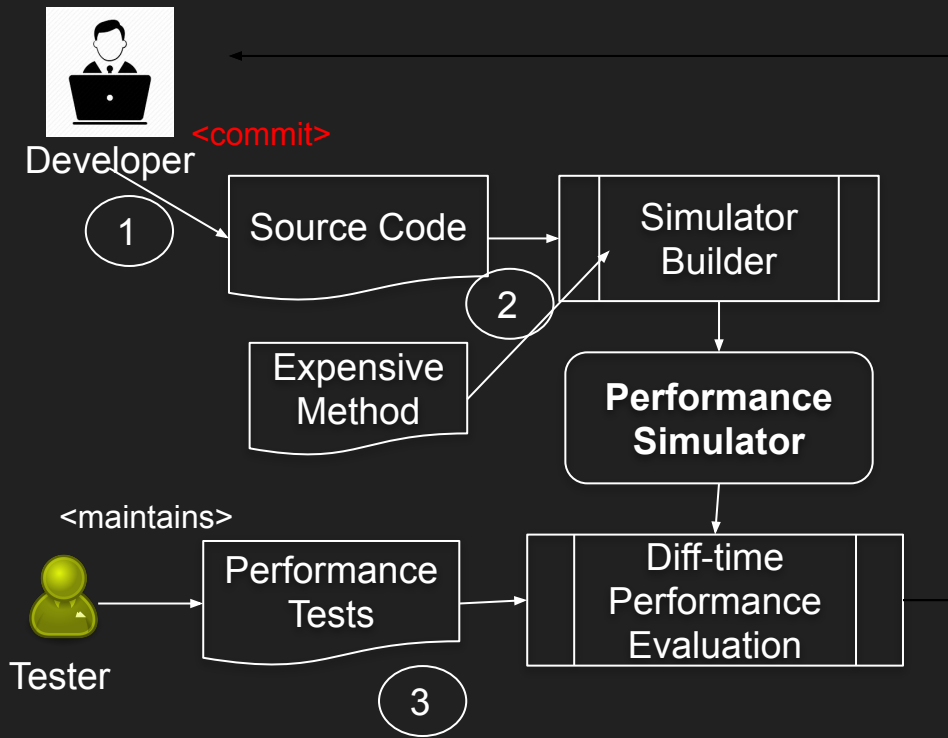 <commit>
Developer
1
Source Code
Simulator
Builder
2
Expensive
Method
Performance
Simulator
<maintains>
Performance
Tests
Diff-time
Performance
Evaluation
Tester
3